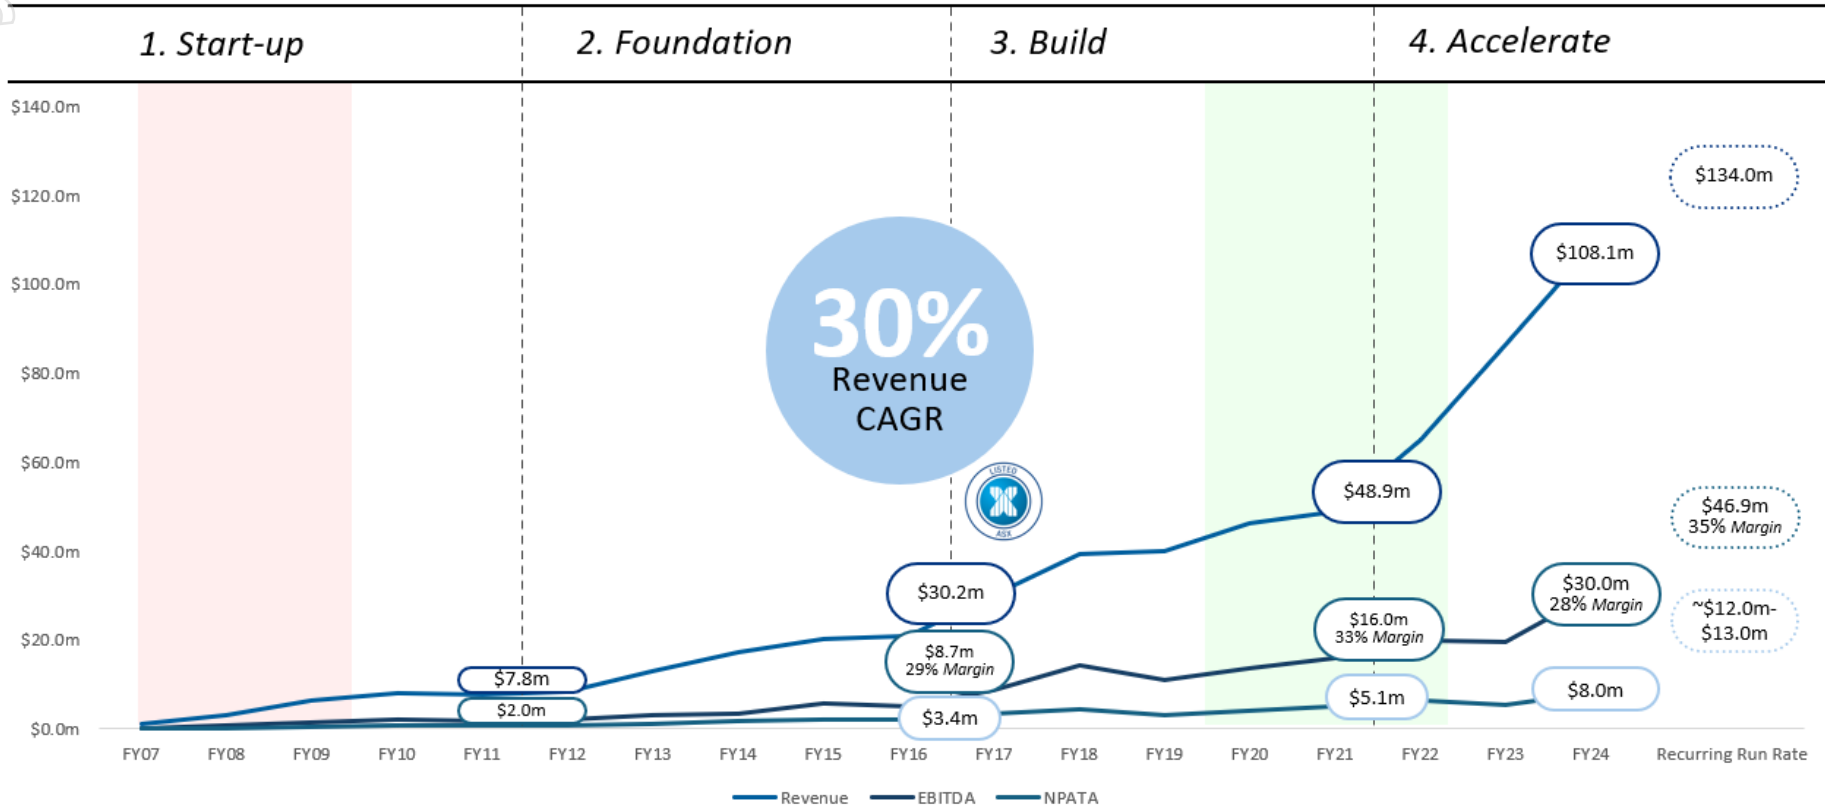 1. Start-up
2. Foundation
3. Build
4. Accelerate
$140.0m
$120.0m
$100.0m
$80.0m
$60.0m
$40.0m
$20.0m
$0.0m
30%
Revenue
CAGR
LISTED
ASX
$7.8m
$2.0m
$30.2m
$8.7m
29% Margin
$3.4m
$48.9m
$16.0m
33% Margin
$5.1m
$108.1m
$30.0m
28% Margin
$8.0m
$134.0m
$46.9m
35% Margin
~$12.0m-
$13.0m
FY07 FY08 FY09 FY10 FY11 FY12 FY13 FY14 FY15 FY16 FY17 FY18 FY19 FY20 FY21 FY22 FY23 FY24 Recurring Run Rate
Revenue EBITDA NPATA